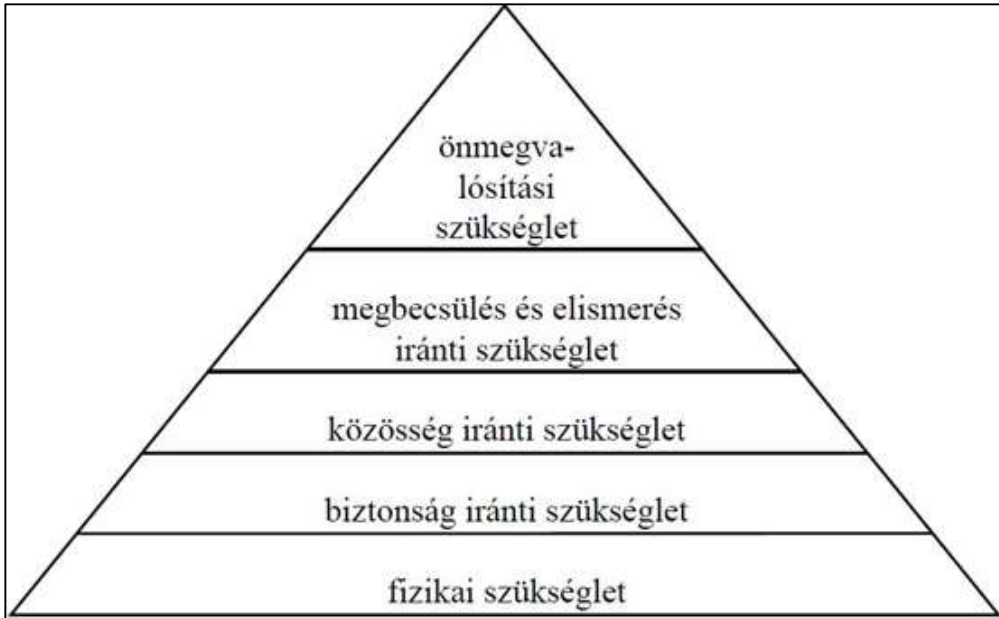 önmegva-
lósítási
szükséglet
megbecsülés és elismerés
iránti szükséglet
közösség iránti szükséglet
biztonság iránti szükséglet
fizikai szükséglet